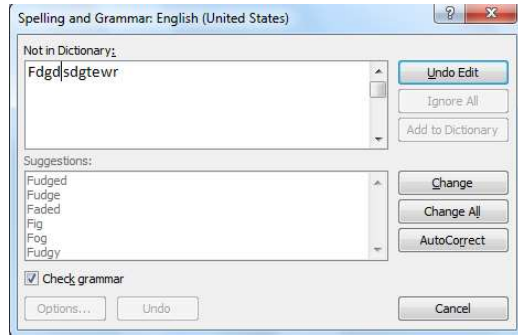 Spelling and Grammar: English (United States)
Not in Dictionary:
Fdgdsdgtewr
Undo Edit
Ignore All
Add to Dictionary
Suggestions:
Fudged
Fudge
Faded
Fig
Fog
Fudgy
Change
Change All
AutoCorrect
Check grammar
Options...
Undo
Cancel